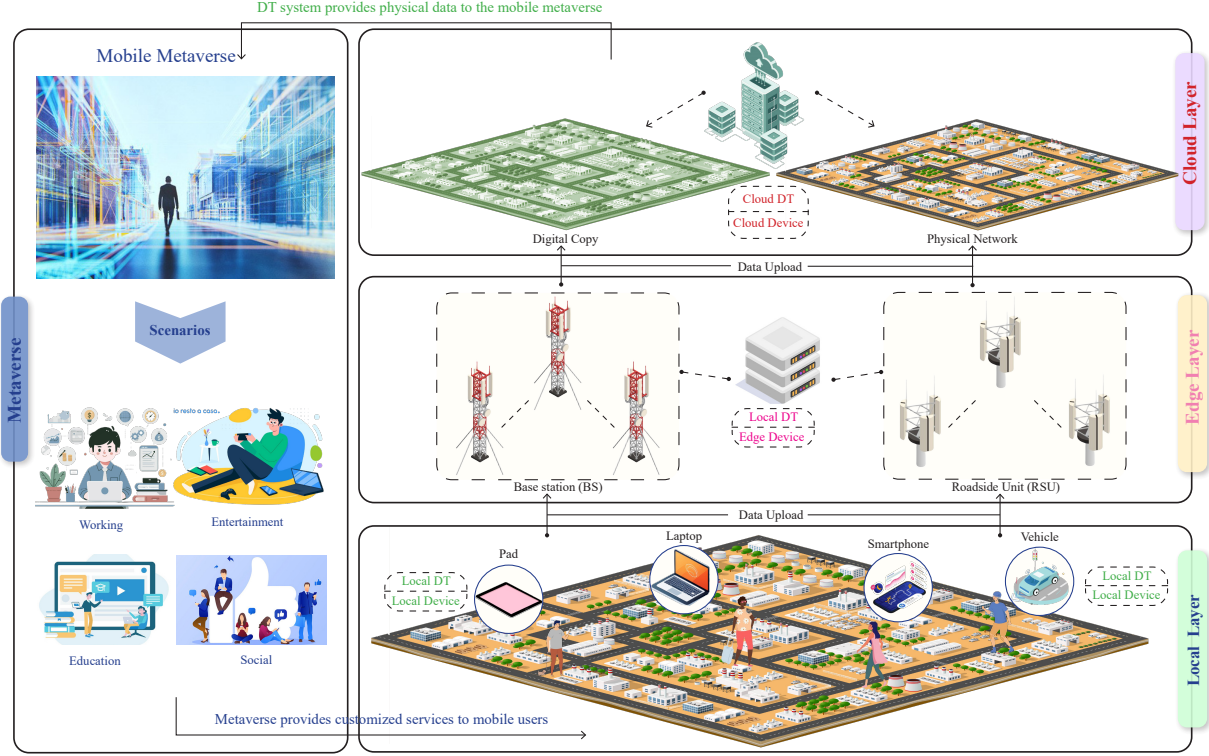 DT system provides physical data to the mobile metaverse
Mobile Metaverse
Metaverse
Scenarios
io resto a casa.
Working
Entertainment
Education
Social
Metaverse provides customized services to mobile users
Cloud Layer
Cloud DT
Cloud Device
Digital Copy
Physical Network
Data Upload
Edge Layer
Local DT
Edge Device
Base station (BS)
Roadside Unit (RSU)
Data Upload
Local Layer
Pad
Laptop
Smartphone
Vehicle
Local DT
Local Device
Local DT
Local Device